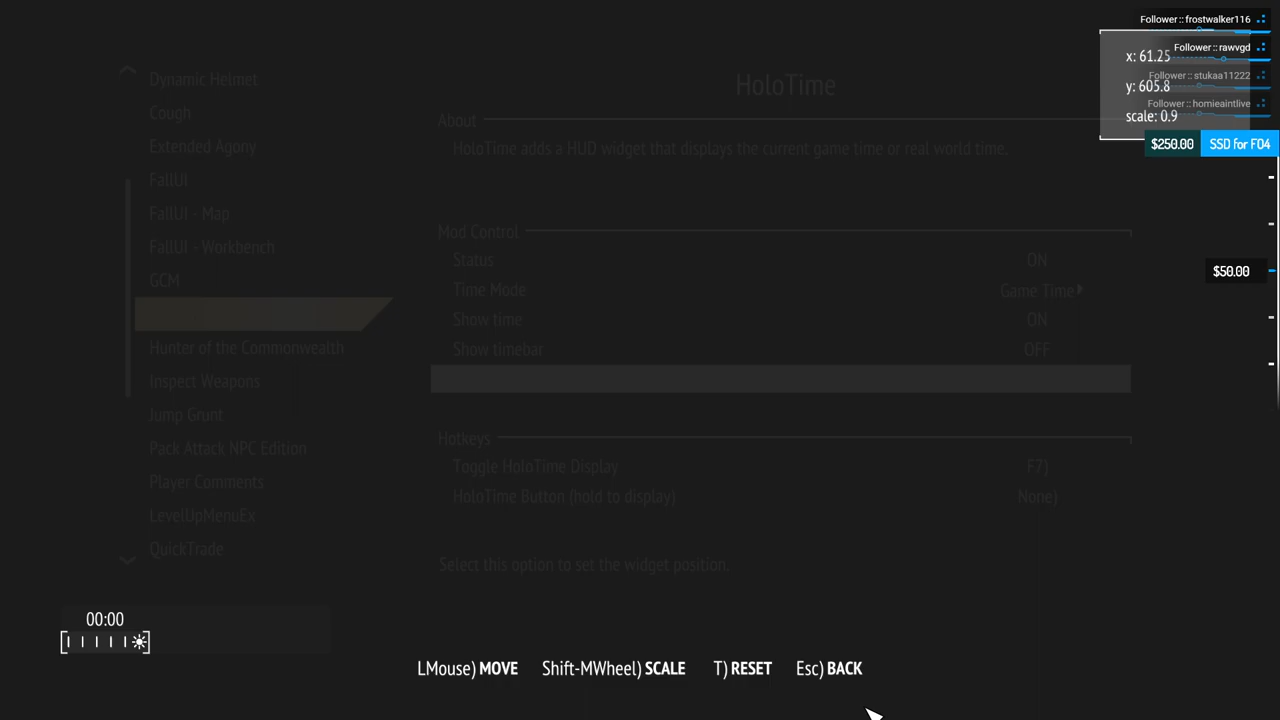 Follower :: frostwalker116
Follower :: rawvgd
Follower :: stukaa11222
Follower :: homieaintlive
x: 61.25
y: 605.8
scale: 0.9
$250.00
SSD for FO4
$50.00
Dynamic Helmet
Cough
Extended Agony
FallUI
FallUI - Map
FallUI - Workbench
GCM
Hunter of the Commonwealth
Inspect Weapons
Jump Grunt
Pack Attack NPC Edition
Player Comments
LevelUpMenuEx
QuickTrade
HoloTime
About
HoloTime adds a HUD widget that displays the current game time or real world time.
Mod Control
Status ON
Time Mode Game Time
Show time ON
Show timebar OFF
Hotkeys
Toggle HoloTime Display F7)
HoloTime Button (hold to display) None)
Select this option to set the widget position.
00:00
LMouse) MOVE Shift-MWheel) SCALE T) RESET Esc) BACK